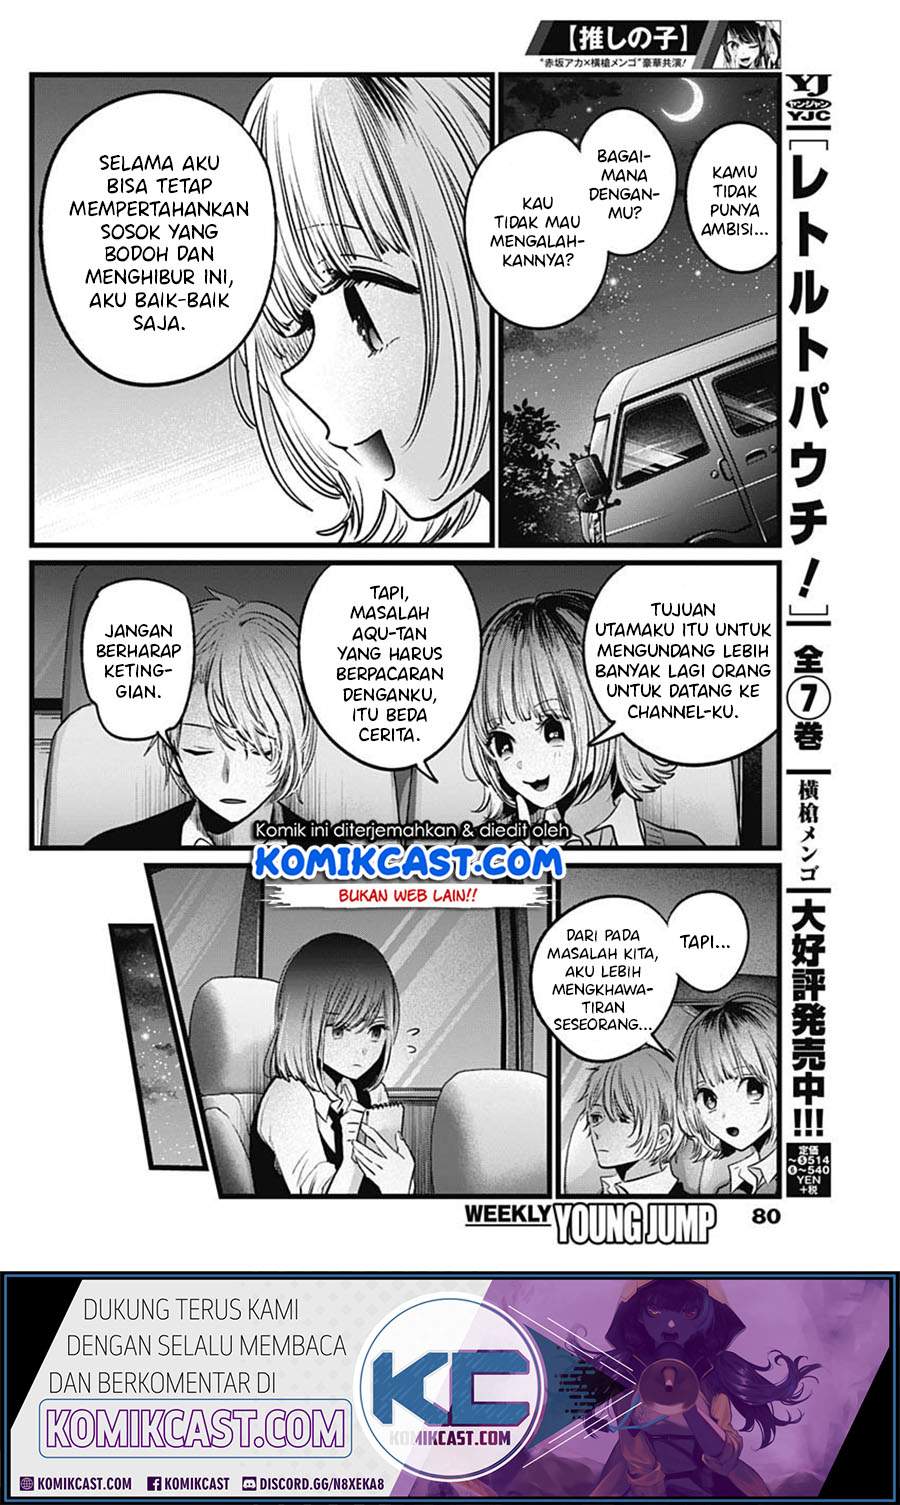 【推しの子】
"赤坂アカ×横槍メンゴ"豪華共演!
KAMU
TIDAK
PUNYA
AMBISI...
BAGAI-
MANA
DENGAN-
MU?
KAU
TIDAK MAU
MENGALAH-
KANNYA?
SELAMA AKU
BISA TETAP
MEMPERTAHANKAN
SOSOK YANG
BODOH DAN
MENGHIBUR INI,
AKU BAIK-BAIK
SAJA.
TUJUAN
UTAMAKU ITU UNTUK
MENGUNDANG LEBIH
BANYAK LAGI ORANG
UNTUK DATANG KE
CHANNEL-KU.
TAPI,
MASALAH
AQU-TAN
YANG HARUS
BERPACARAN
DENGANKU,
ITU BEDA
CERITA.
JANGAN
BERHARAP
KETING-
GIAN.
Komik ini diterjemahkan & diedit oleh
KOMIKCAST.COM
BUKAN WEB LAIN!!
TAPI...
DARI PADA
MASALAH KITA,
AKU LEBIH
MENGKHAWA-
TIRAN
SESEORANG...
YJ
ヤンジャン
YJC
[レトルトパウチ!]全⑦巻
横槍メンゴ
大好評発売中!!!
定価
~⑤514
⑥~540
YEN
+税
WEEKLY YOUNG JUMP 80
DUKUNG TERUS KAMI
DENGAN SELALU MEMBACA
DAN BERKOMENTAR DI
KOMIKCAST.COM
KOMIKCAST.COM KOMIKCAST DISCORD.GG/N8XEKA8
KC
KOMIKCAST.COM